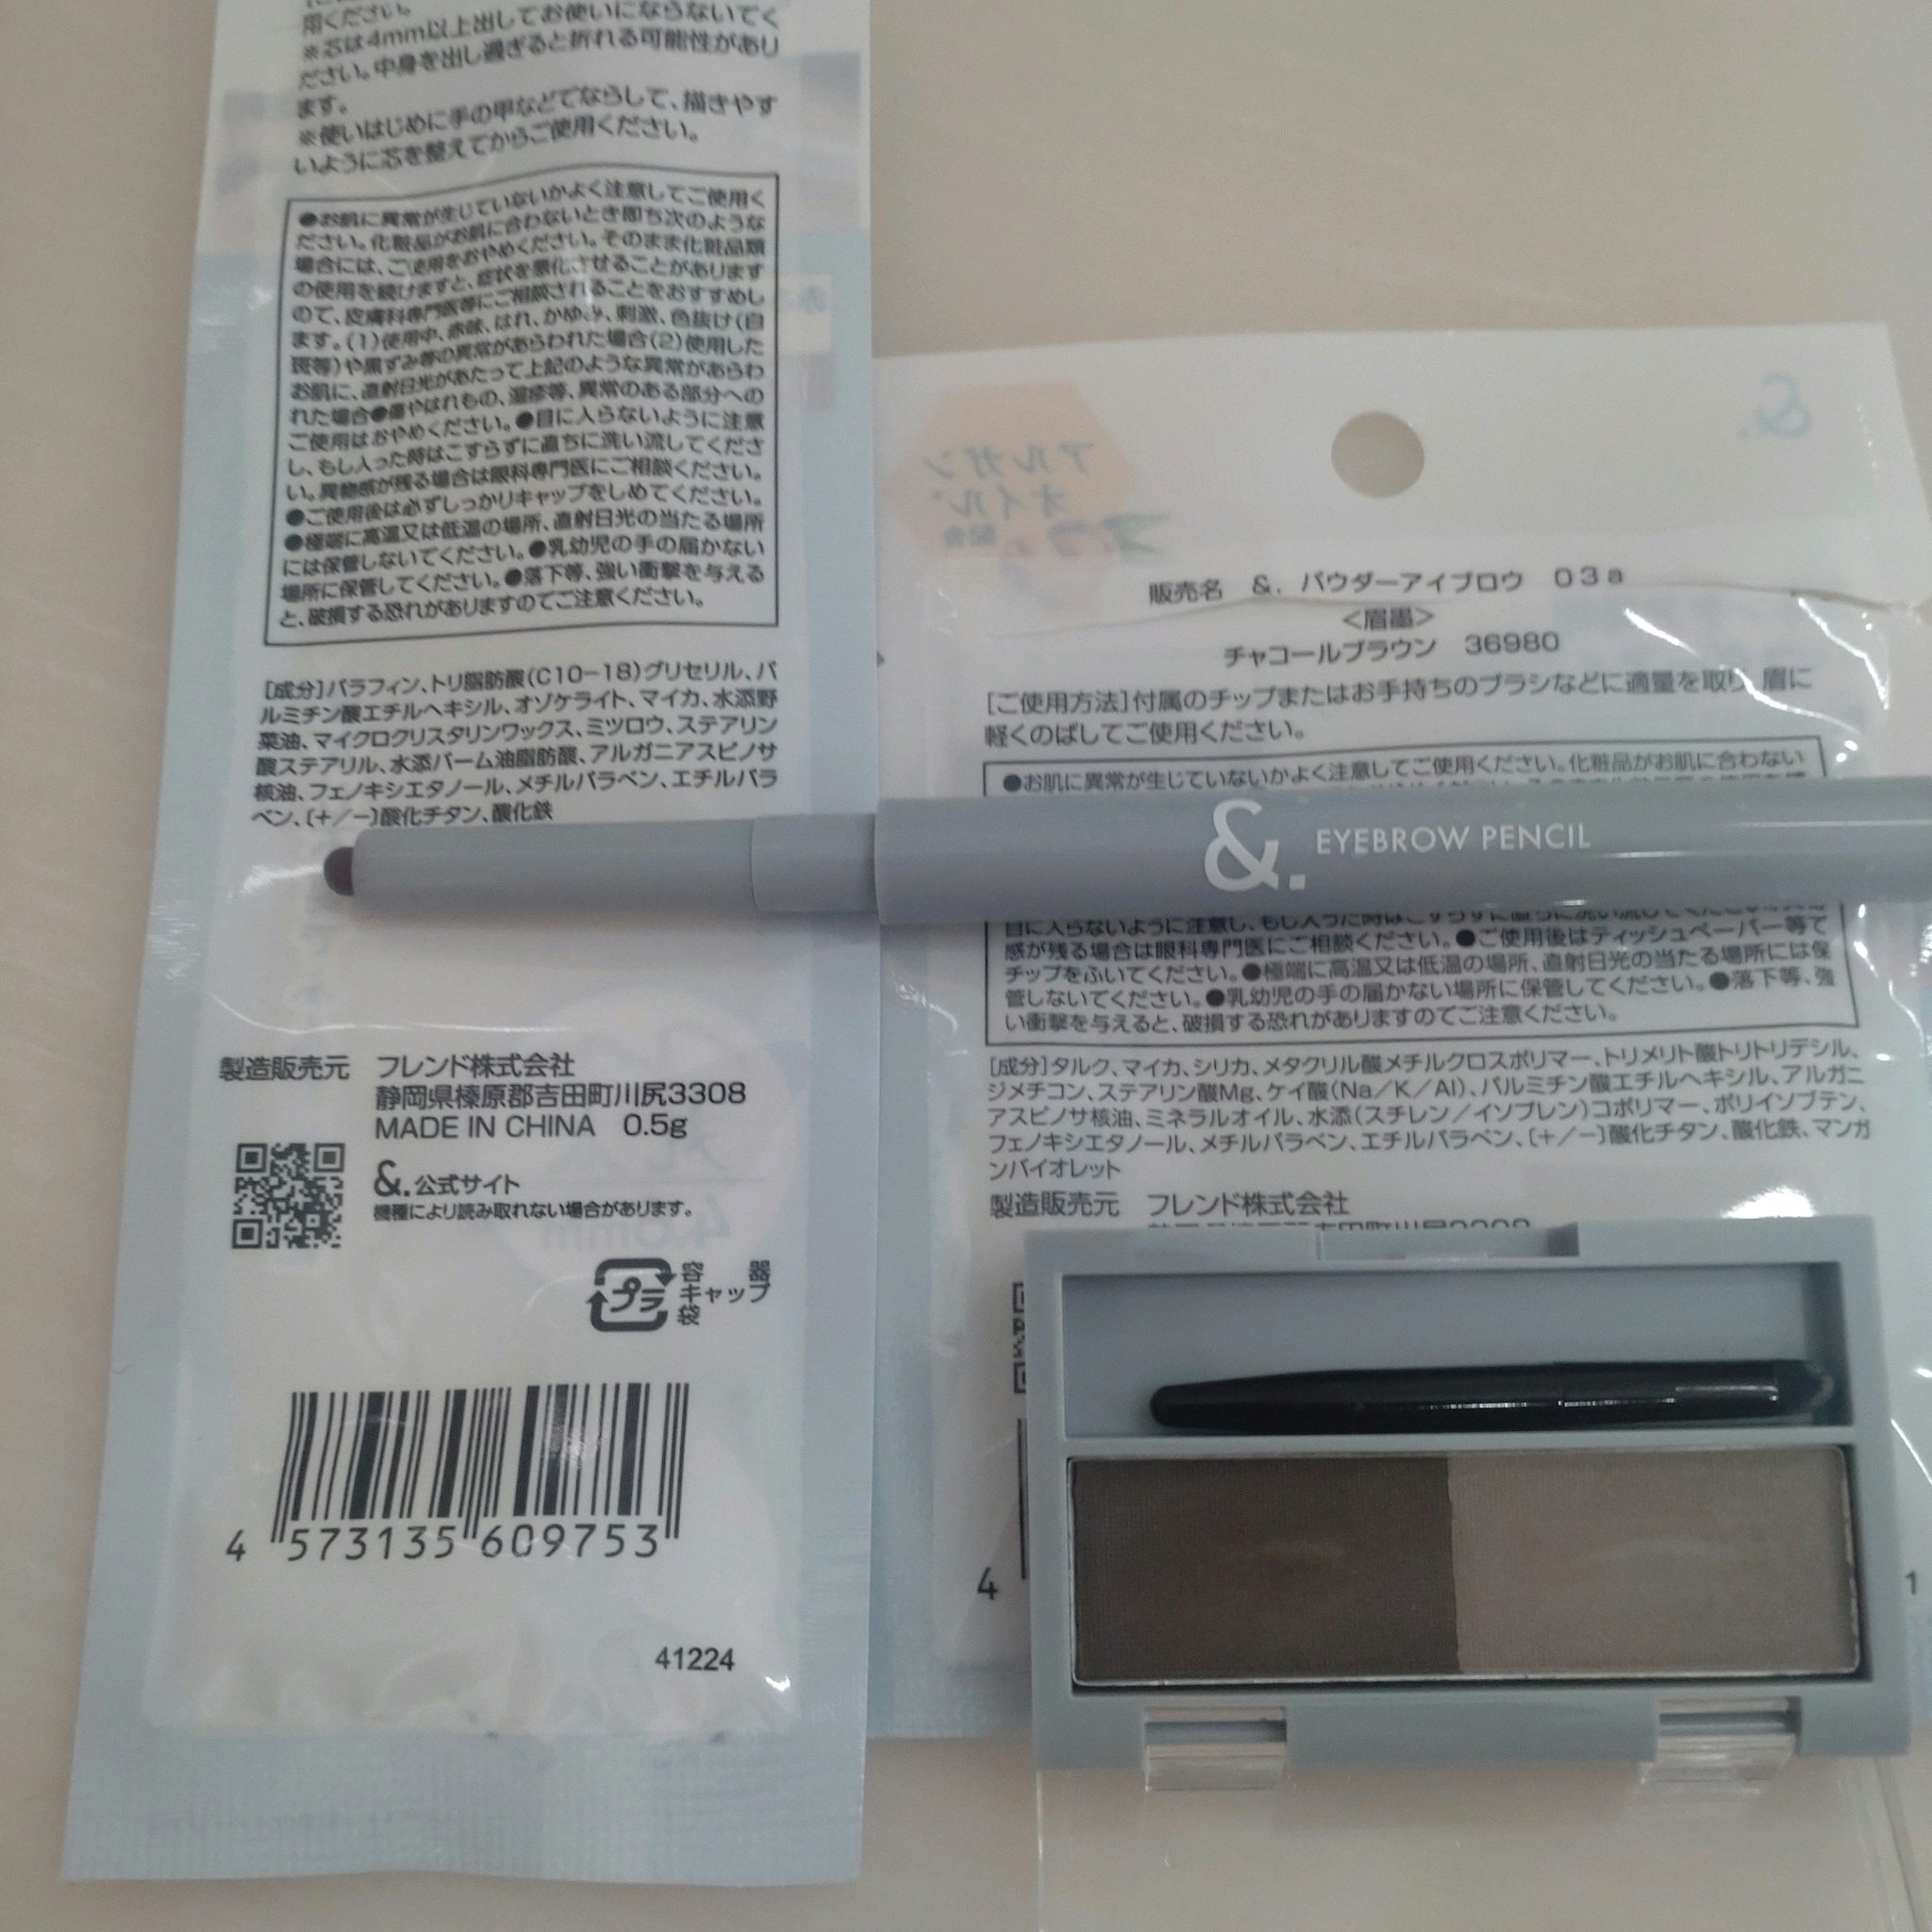 用ください。
※芯は4mm以上出してお使いにならないでく
ださい。中身を出し過ぎると折れる可能性があり
ます。
※使いはじめに手の甲などでならして、描きやす
いように芯を整えてからご使用ください。
●お肌に異常が生じていないかよく注意してご使用く
ださい。化粧品がお肌に合わないとき即ち次のような
場合には、ご使用をおやめください。そのまま化粧品類
の使用を続けますと、症状を悪化させることがあります
ので、皮膚科専門医等にご相談されることをおすすめし
ます。(1)使用中、赤味、はれ、かゆみ、刺激、色抜け(白
斑等)や黒ずみ等の異常があらわれた場合(2)使用した
お肌に、直射日光があたって上記のような異常があらわ
れた場合●傷やはれもの、湿疹等、異常のある部分への
ご使用はおやめください。●目に入らないように注意
し、もし入った時はこすらずに直ちに洗い流してくださ
い。異物感が残る場合は眼科専門医にご相談ください。
●ご使用後は必ずしっかりキャップをしめてください。
●極端に高温又は低温の場所、直射日光の当たる場所
には保管しないでください。●乳幼児の手の届かない
場所に保管してください。●落下等、強い衝撃を与える
と、破損する恐れがありますのでご注意ください。
[成分]パラフィン、トリ脂肪酸(C10-18)グリセリル、パ
ルミチン酸エチルヘキシル、オゾケライト、マイカ、水添野
菜油、マイクロクリスタリンワックス、ミツロウ、ステアリン
酸ステアリル、水添パーム油脂肪酸、アルガニアスピノサ
核油、フェノキシエタノール、メチルパラベン、エチルパラ
ベン、[+/-]酸化チタン、酸化鉄
製造販売元 フレンド株式会社
静岡県榛原郡吉田町川尻3308
MADE IN CHINA 0.5g
&.公式サイト
機種により読み取れない場合があります。
プラ
容器
キャップ
袋
4 573135 609753
41224
アルガン
オイル*
配合
&.
販売名 &. パウダーアイブロウ 03a
<眉墨>
チャコールブラウン 36980
[ご使用方法]付属のチップまたはお手持ちのブラシなどに適量を取り、眉に
軽くのばしてご使用ください。
●お肌に異常が生じていないかよく注意してご使用ください。化粧品がお肌に合わない
&. EYEBROW PENCIL
目に入らないように注意し、もし入った時はこすらずに直ちに洗い流してください。
感が残る場合は眼科専門医にご相談ください。●ご使用後はティッシュペーパー等で
チップをふいてください。●極端に高温又は低温の場所、直射日光の当たる場所には保
管しないでください。●乳幼児の手の届かない場所に保管してください。●落下等、強
い衝撃を与えると、破損する恐れがありますのでご注意ください。
[成分]タルク、マイカ、シリカ、メタクリル酸メチルクロスポリマー、トリメリト酸トリトリデシル、
ジメチコン、ステアリン酸Mg、ケイ酸(Na/K/Al)、パルミチン酸エチルヘキシル、アルガニ
アスピノサ核油、ミネラルオイル、水添(スチレン/イソプレン)コポリマー、ポリイソブテン、
フェノキシエタノール、メチルパラベン、エチルパラベン、[+/-]酸化チタン、酸化鉄、マンガ
ンバイオレット
製造販売元 フレンド株式会社
4
1